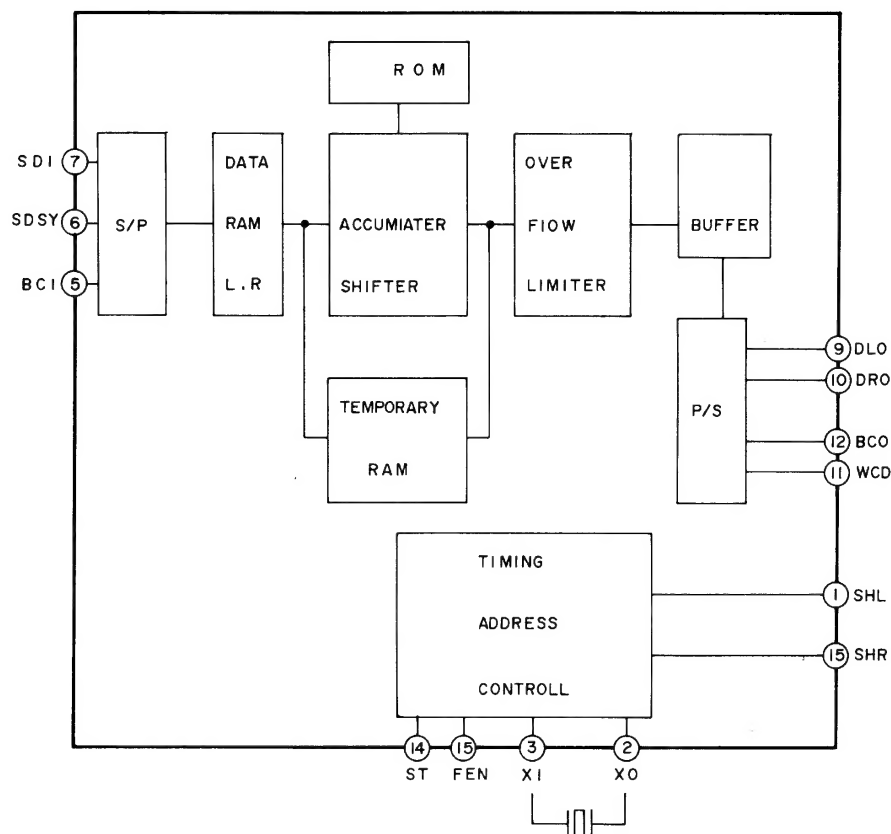 ROM
SDI 7
SDSY 6
BCI 5
S/P
DATA
RAM
L.R
ACCUMIATER
SHIFTER
OVER
FIOW
LIMITER
BUFFER
TEMPORARY
RAM
P/S
9 DLO
10 DRO
12 BCO
11 WCD
TIMING
ADDRESS
CONTROLL
1 SHL
15 SHR
14 15 3 2
ST FEN XI XO